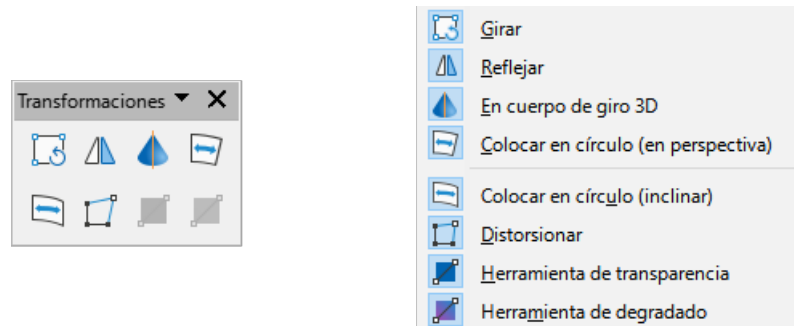 Transformaciones
Girar
Reflejar
En cuerpo de giro 3D
Colocar en círculo (en perspectiva)
Colocar en círculo (inclinar)
Distorsionar
Herramienta de transparencia
Herramienta de degradado